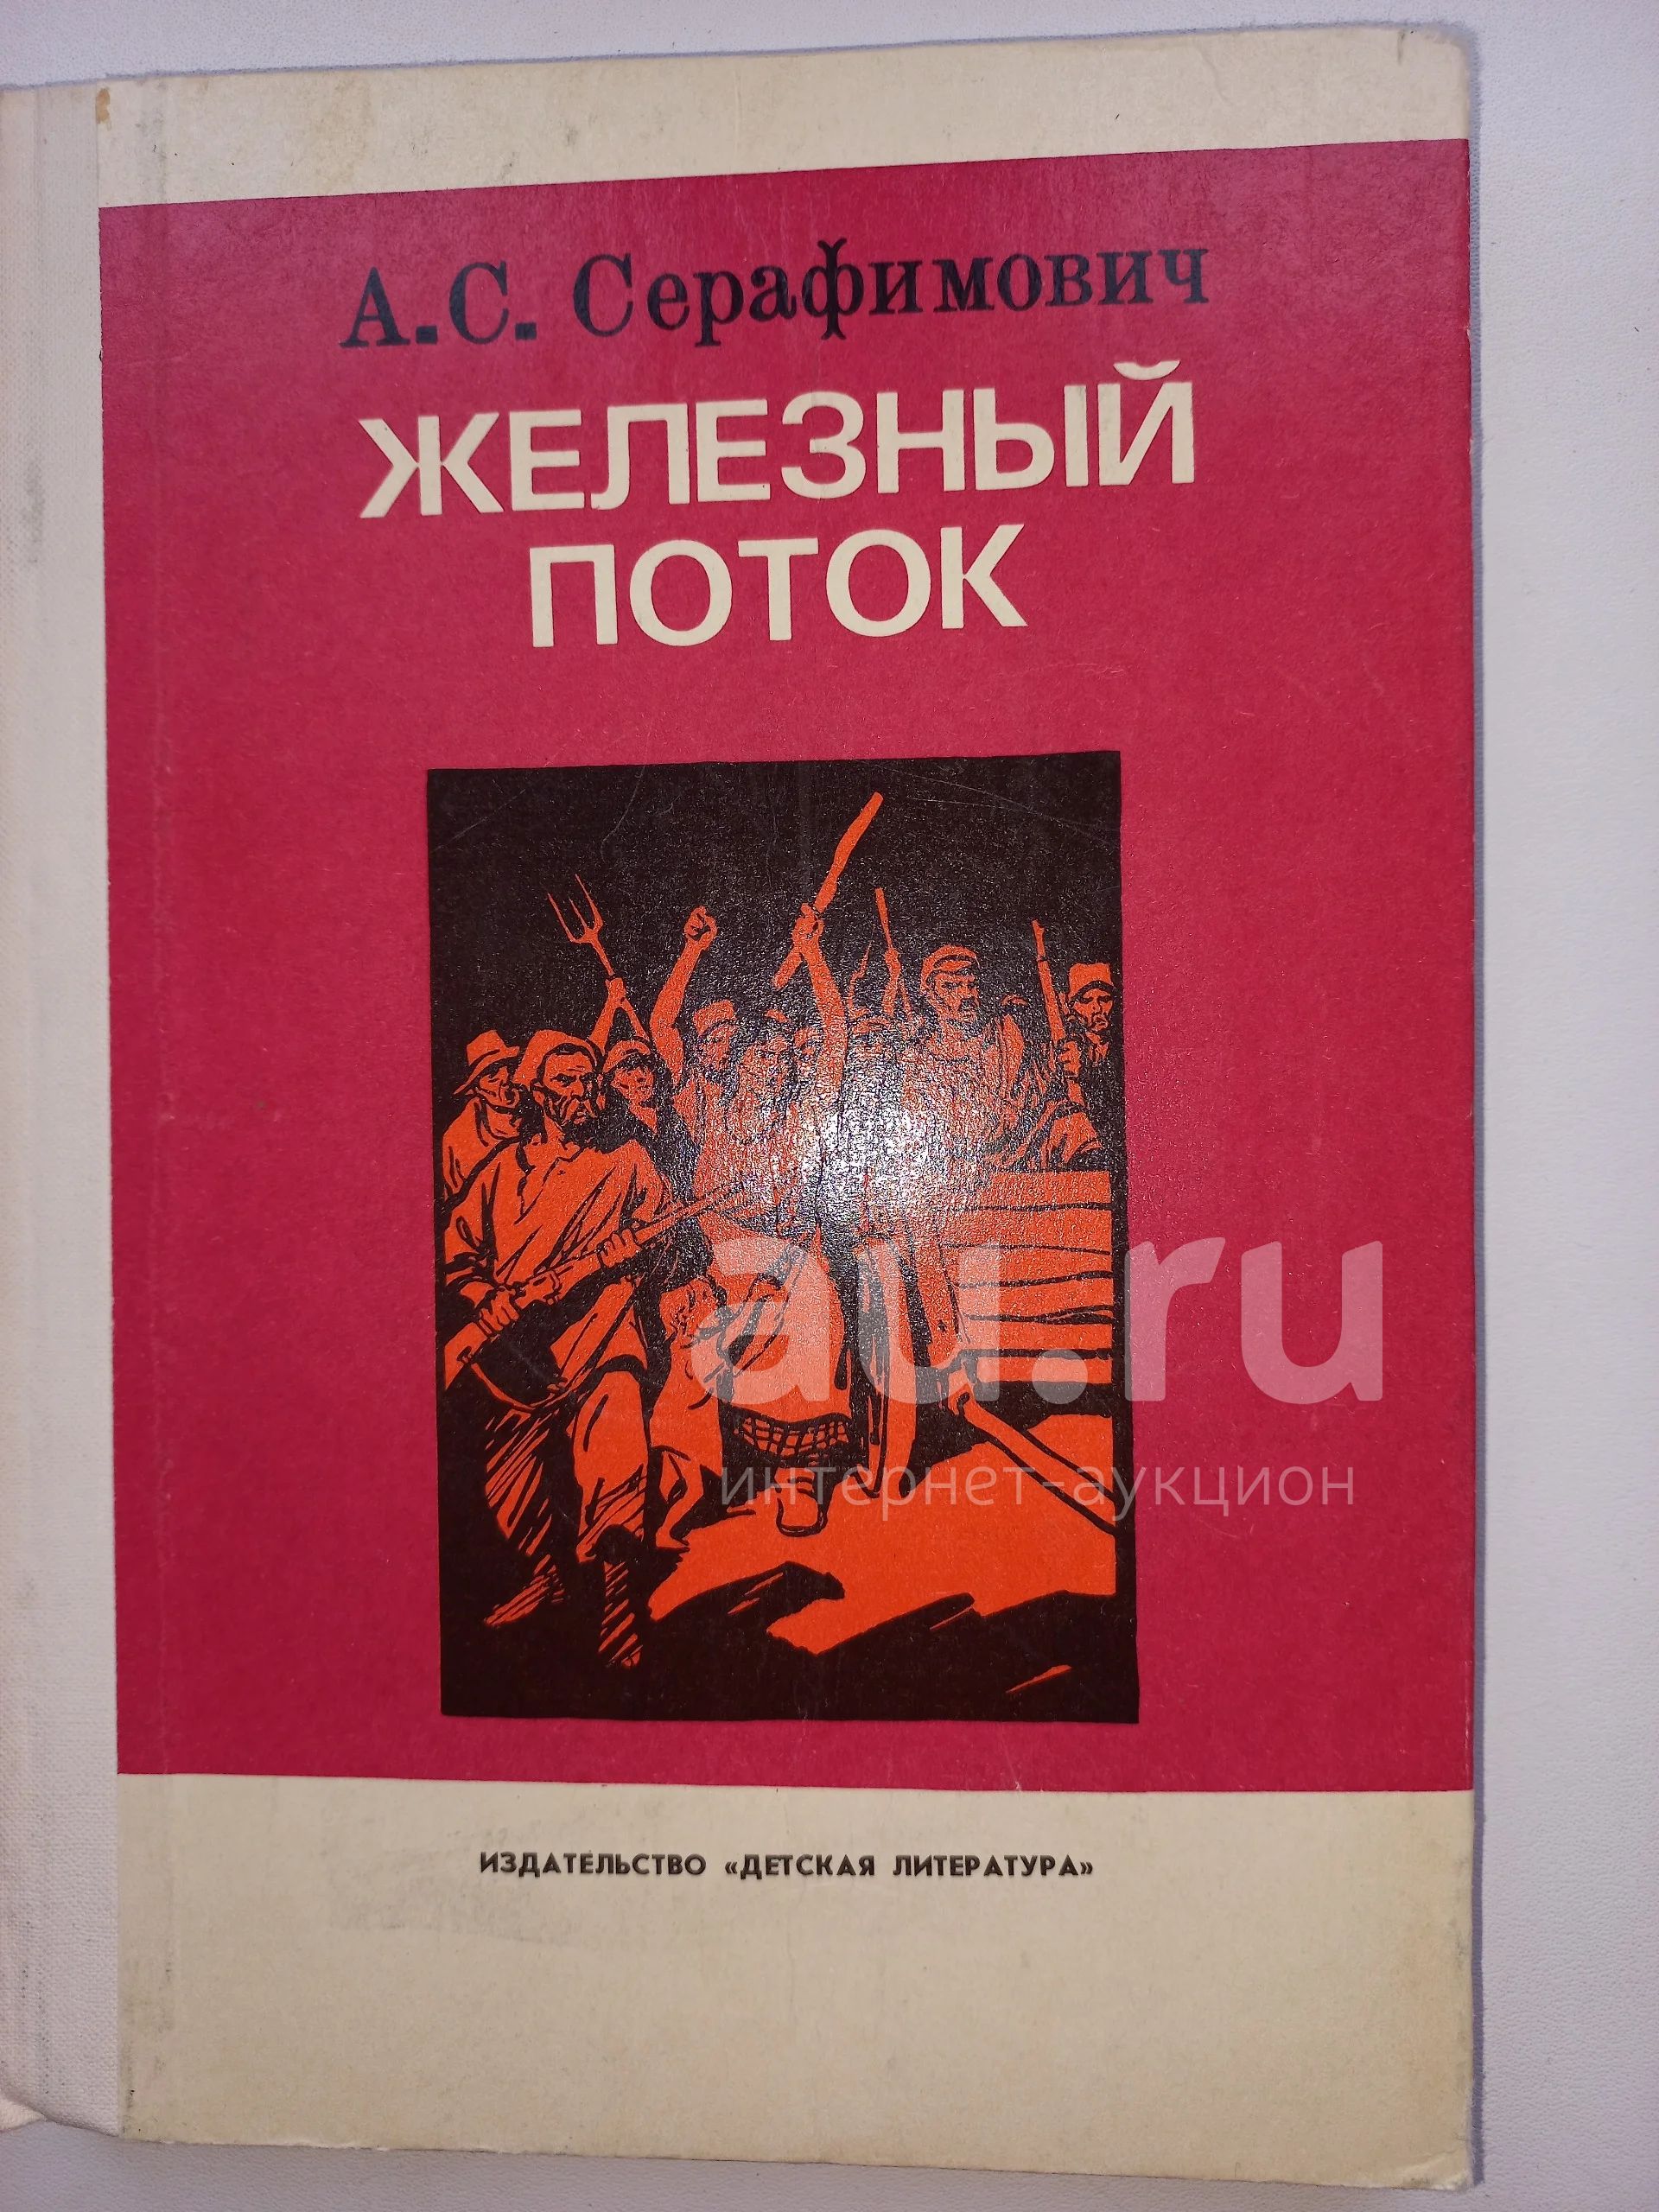 А.С. Серафимович
ЖЕЛЕЗНЫЙ
ПОТОК
au.ru
интернет-аукцион
ИЗДАТЕЛЬСТВО «ДЕТСКАЯ ЛИТЕРАТУРА»